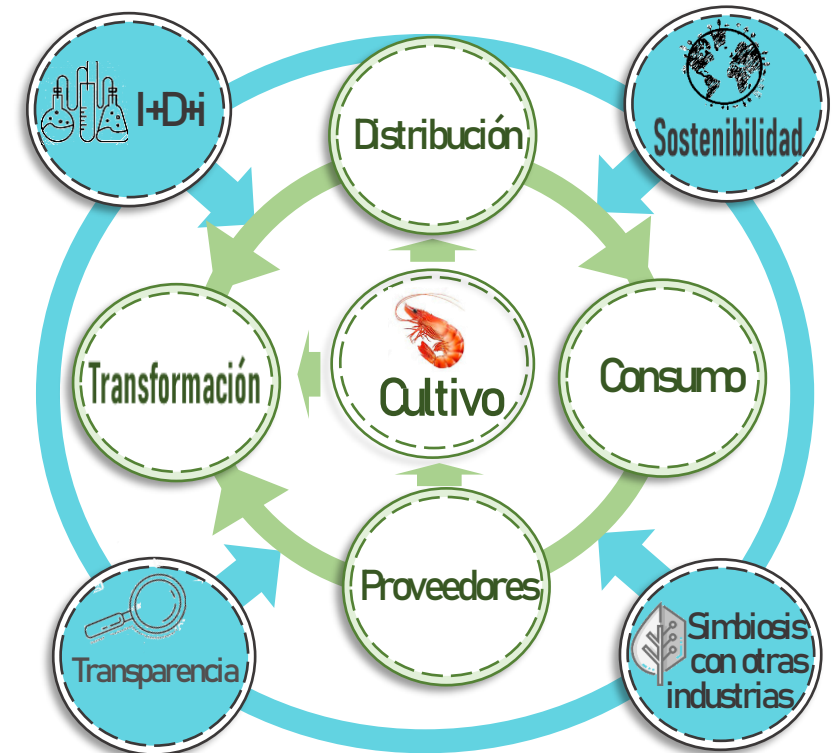 I+D+i
Distribución
Sostenibilidad
Transformación
Cultivo
Consumo
Proveedores
Transparencia
Simbiosis
con otras
industrias